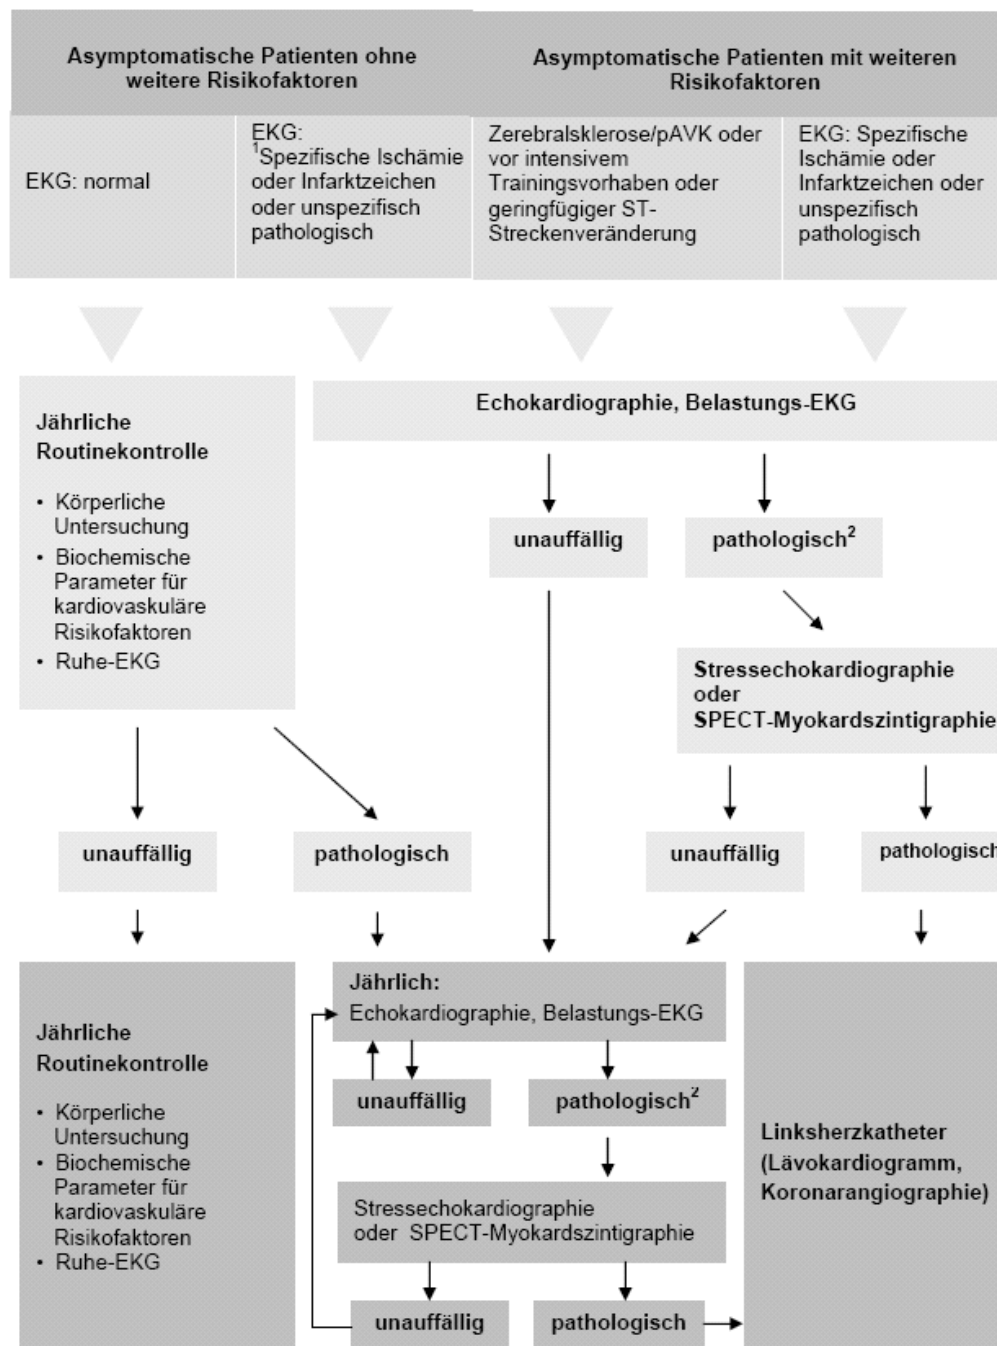 Asymptomatische Patienten ohne
weitere Risikofaktoren
Asymptomatische Patienten mit weiteren
Risikofaktoren
EKG: normal
EKG:
¹Spezifische Ischämie
oder Infarktzeichen
oder unspezifisch
pathologisch
Zerebralsklerose/pAVK oder
vor intensivem
Trainingsvorhaben oder
geringfügiger ST-
Streckenveränderung
EKG: Spezifische
Ischämie oder
Infarktzeichen oder
unspezifisch
pathologisch
Jährliche
Routinekontrolle
• Körperliche
Untersuchung
• Biochemische
Parameter für
kardiovaskuläre
Risikofaktoren
• Ruhe-EKG
Echokardiographie, Belastungs-EKG
unauffällig
pathologisch²
Stressechokardiographie
oder
SPECT-Myokardszintigraphie
unauffällig
pathologisch
unauffällig
pathologisch
Jährliche
Routinekontrolle
• Körperliche
Untersuchung
• Biochemische
Parameter für
kardiovaskuläre
Risikofaktoren
• Ruhe-EKG
Jährlich:
Echokardiographie, Belastungs-EKG
unauffällig
pathologisch²
Stressechokardiographie
oder SPECT-Myokardszintigraphie
unauffällig
pathologisch
Linksherzkatheter
(Lävokardiogramm,
Koronarangiographie)